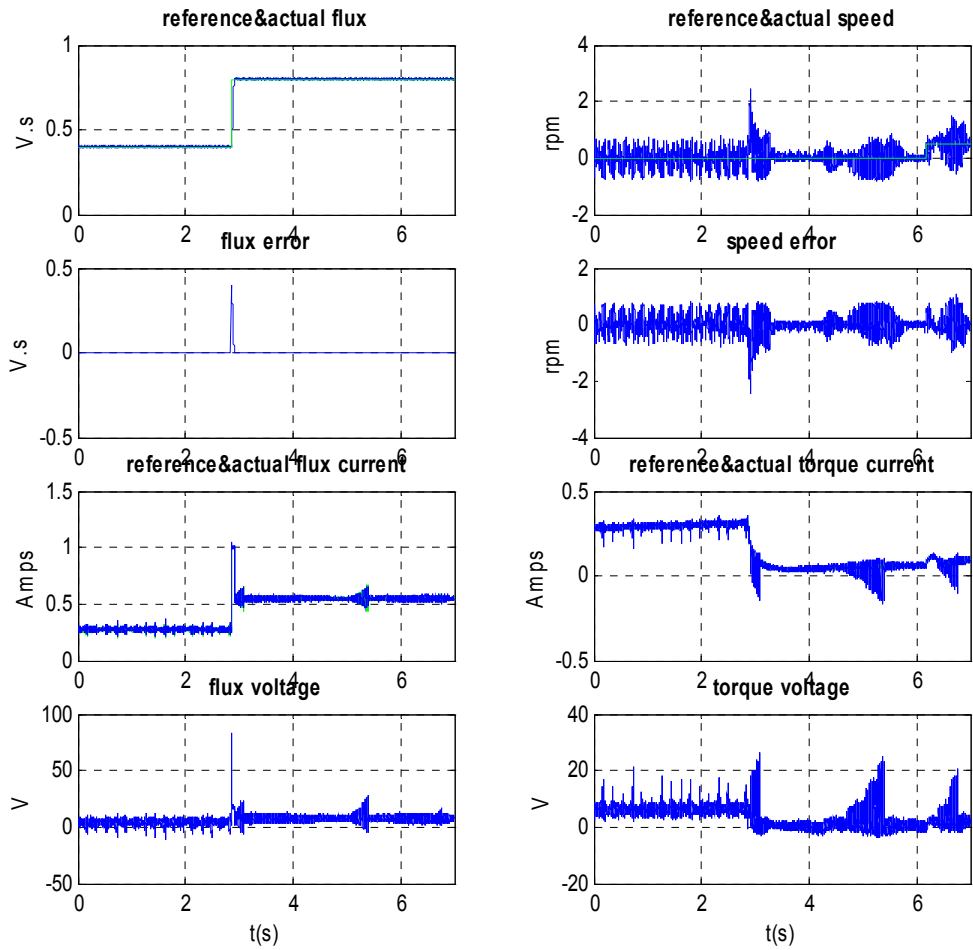 reference&actual flux
1
0.5
0
V.s
0 2 4 6
reference&actual speed
4
2
0
-2
rpm
0 2 4 6
flux error
0.5
0
-0.5
V.s
0 2 4 6
speed error
2
0
-2
-4
rpm
0 2 4 6
reference&actual flux current
1.5
1
0.5
0
Amps
0 2 4 6
reference&actual torque current
0.5
0
-0.5
Amps
0 2 4 6
flux voltage
100
50
0
-50
V
0 2 4 6
t(s)
torque voltage
40
20
0
-20
V
0 2 4 6
t(s)